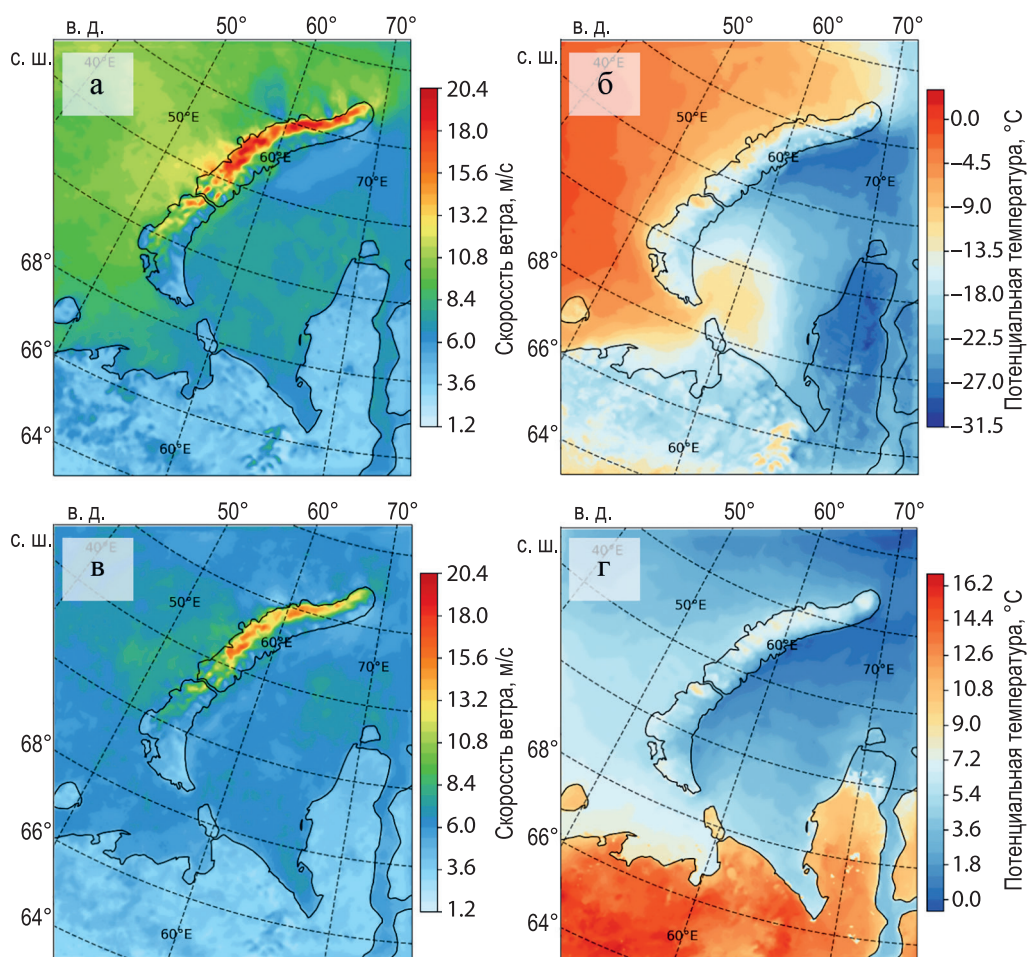 в. д. 50° 60° 70°
с. ш.
а
40°E
50°E
60°E
70°E
60°E
68°
66°
64°
20.4
18.0
15.6
13.2
10.8
8.4
6.0
3.6
1.2
Скороссть ветра, м/с
в. д. 50° 60° 70°
с. ш.
б
40°E
50°E
60°E
70°E
60°E
68°
66°
64°
0.0
−4.5
−9.0
−13.5
−18.0
−22.5
−27.0
−31.5
Потенциальная температура, °С
в. д. 50° 60° 70°
с. ш.
в
40°E
50°E
60°E
70°E
60°E
68°
66°
64°
20.4
18.0
15.6
13.2
10.8
8.4
6.0
3.6
1.2
Скороссть ветра, м/с
в. д. 50° 60° 70°
с. ш.
г
40°E
50°E
60°E
70°E
60°E
68°
66°
64°
16.2
14.4
12.6
10.8
9.0
7.2
5.4
3.6
1.8
0.0
Потенциальная температура, °С